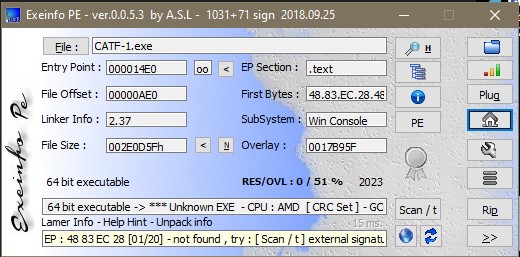 Exeinfo PE - ver.0.0.5.3 by A.S.L - 1031+71 sign 2018.09.25
File : CATF-1.exe H
Entry Point : 000014E0 oo < EP Section : .text
File Offset : 00000AE0 First Bytes : 48.83.EC.28.48 Plug
Linker Info : 2.37 SubSystem : Win Console PE
File Size : 002E0D5Fh < N Overlay : 0017B95F
64 bit executable RES/OVL : 0 / 51 % 2023
64 bit executable -> *** Unknown EXE - CPU : AMD [ CRC Set ] - GC Scan / t Rip
Lamer Info - Help Hint - Unpack info 15 ms.
EP : 48 83 EC 28 [01/20] - not found , try : [ Scan / t ] external signatu >>
Exeinfo Pe